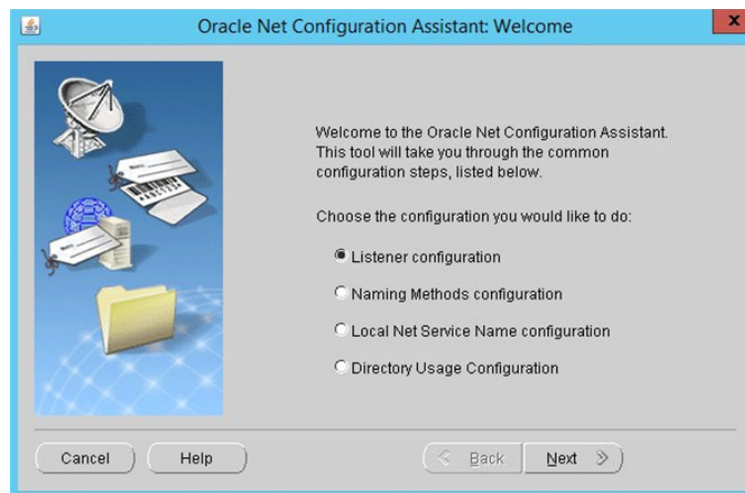 Oracle Net Configuration Assistant: Welcome
x
Welcome to the Oracle Net Configuration Assistant.
This tool will take you through the common
configuration steps, listed below.
Choose the configuration you would like to do:
Listener configuration
Naming Methods configuration
Local Net Service Name configuration
Directory Usage Configuration
Cancel
Help
Back
Next